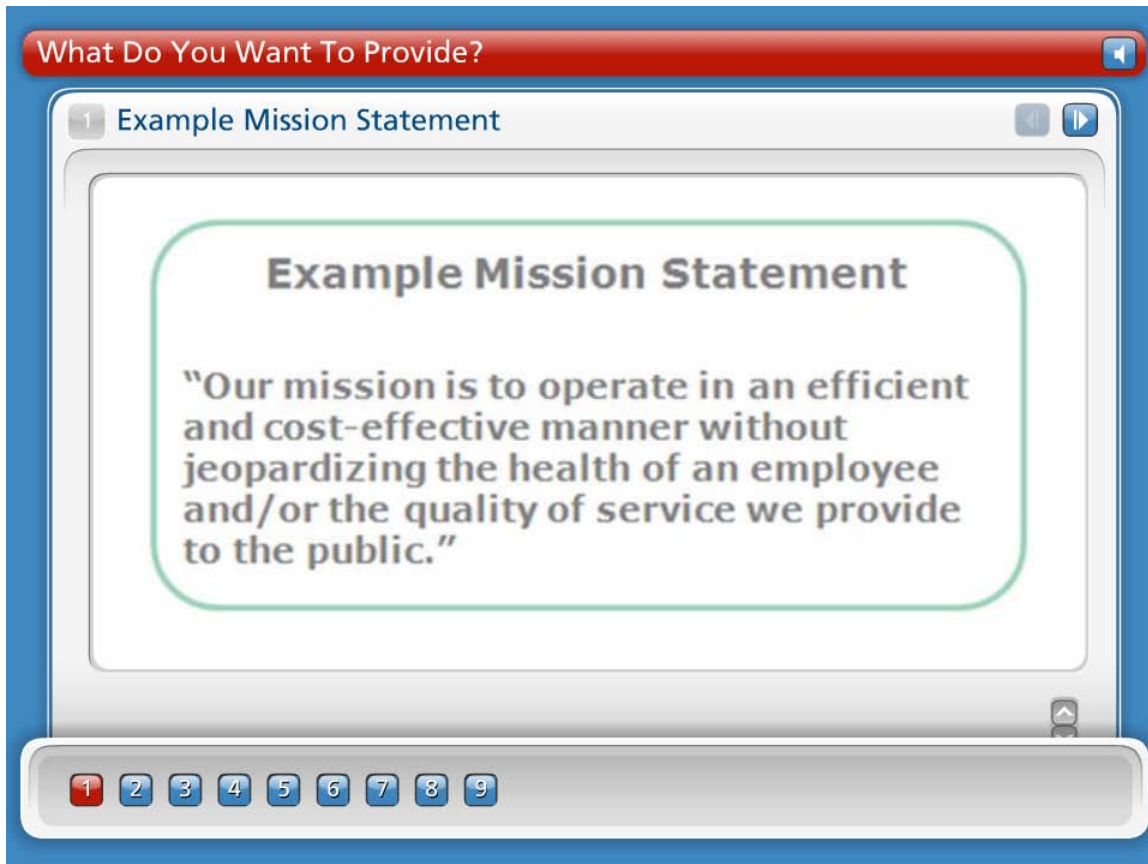 What Do You Want To Provide?
1 Example Mission Statement
Example Mission Statement
“Our mission is to operate in an efficient
and cost-effective manner without
jeopardizing the health of an employee
and/or the quality of service we provide
to the public.”
1 2 3 4 5 6 7 8 9